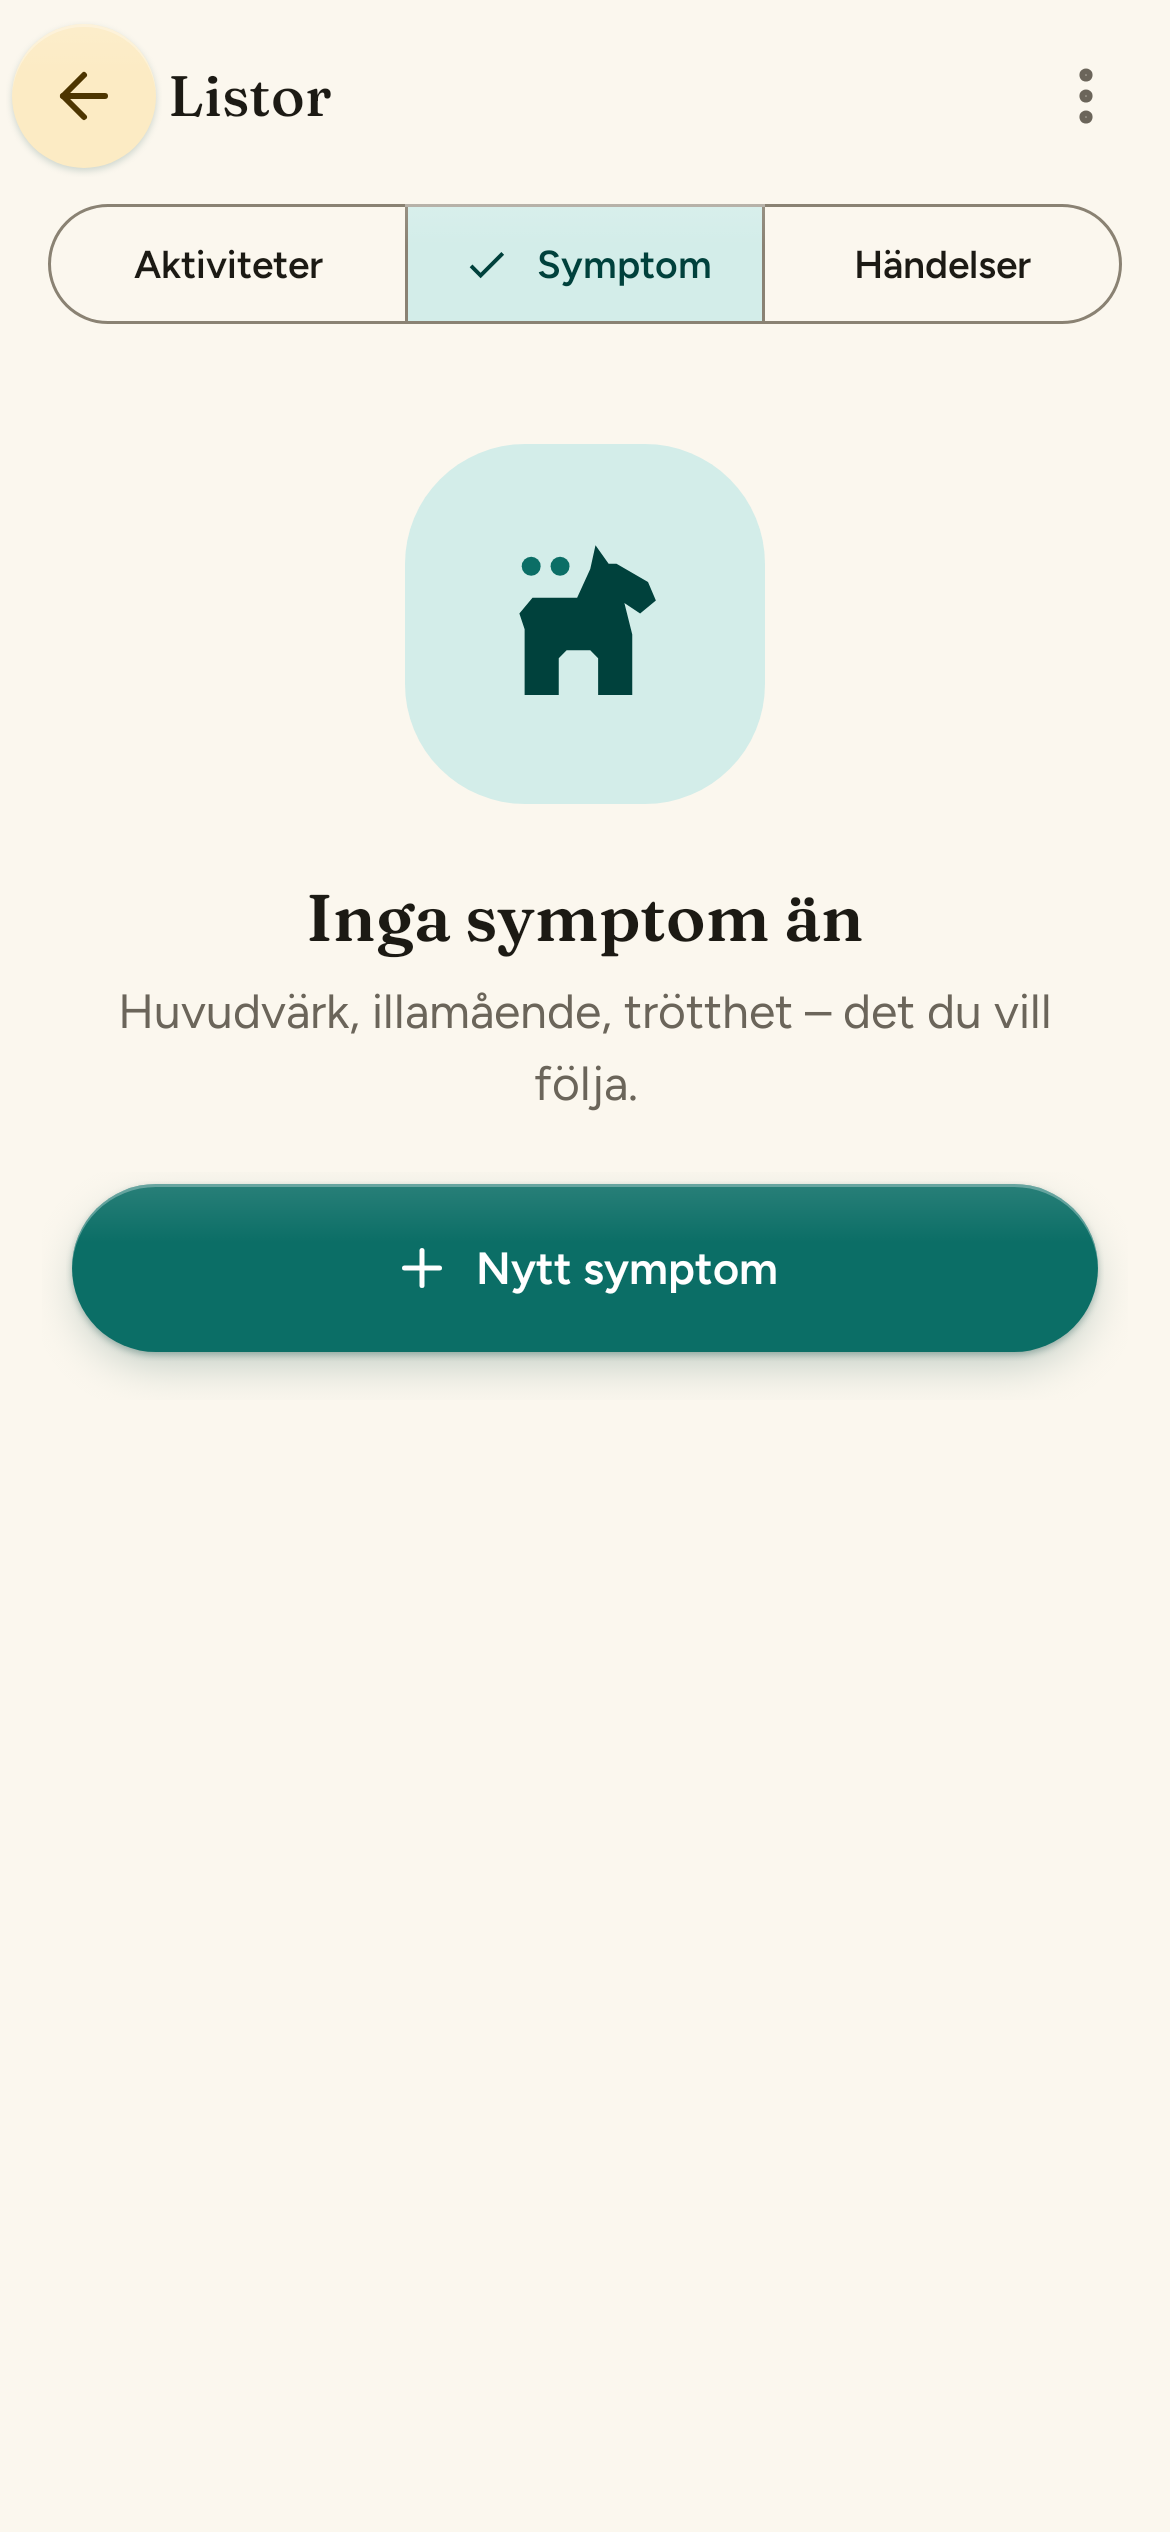 Listor
Aktiviteter
Symptom
Händelser
Inga symptom än
Huvudvärk, illamående, trötthet – det du vill
följa.
Nytt symptom